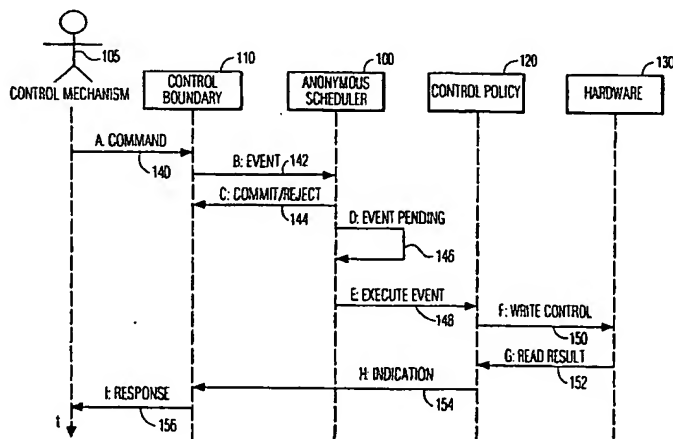 105
CONTROL MECHANISM
110
CONTROL
BOUNDARY
100
ANONYMOUS
SCHEDULER
120
CONTROL POLICY
130
HARDWARE
A. COMMAND
140
B: EVENT
142
C: COMMIT/REJECT
144
D: EVENT PENDING
146
E: EXECUTE EVENT
148
F: WRITE CONTROL
150
G: READ RESULT
152
H: INDICATION
154
I: RESPONSE
156
t